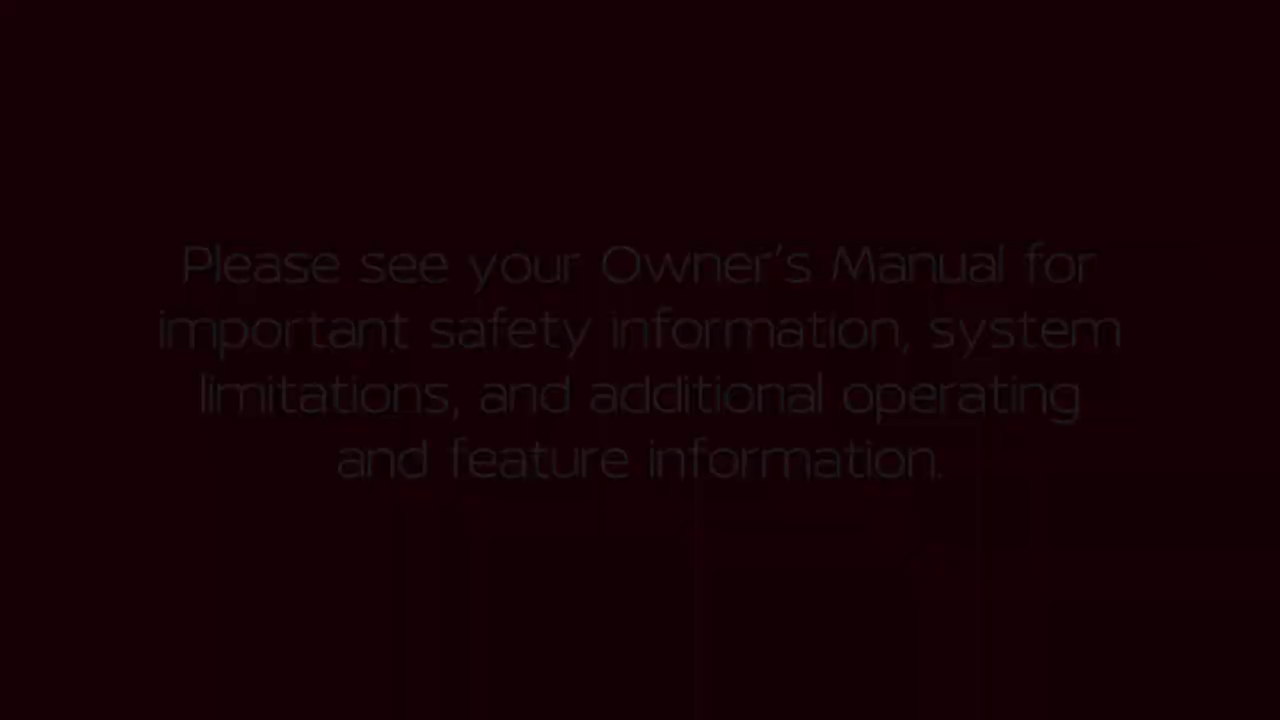 Please see your Owner's Manual for
important safety information, system
limitations, and additional operating
and feature information.